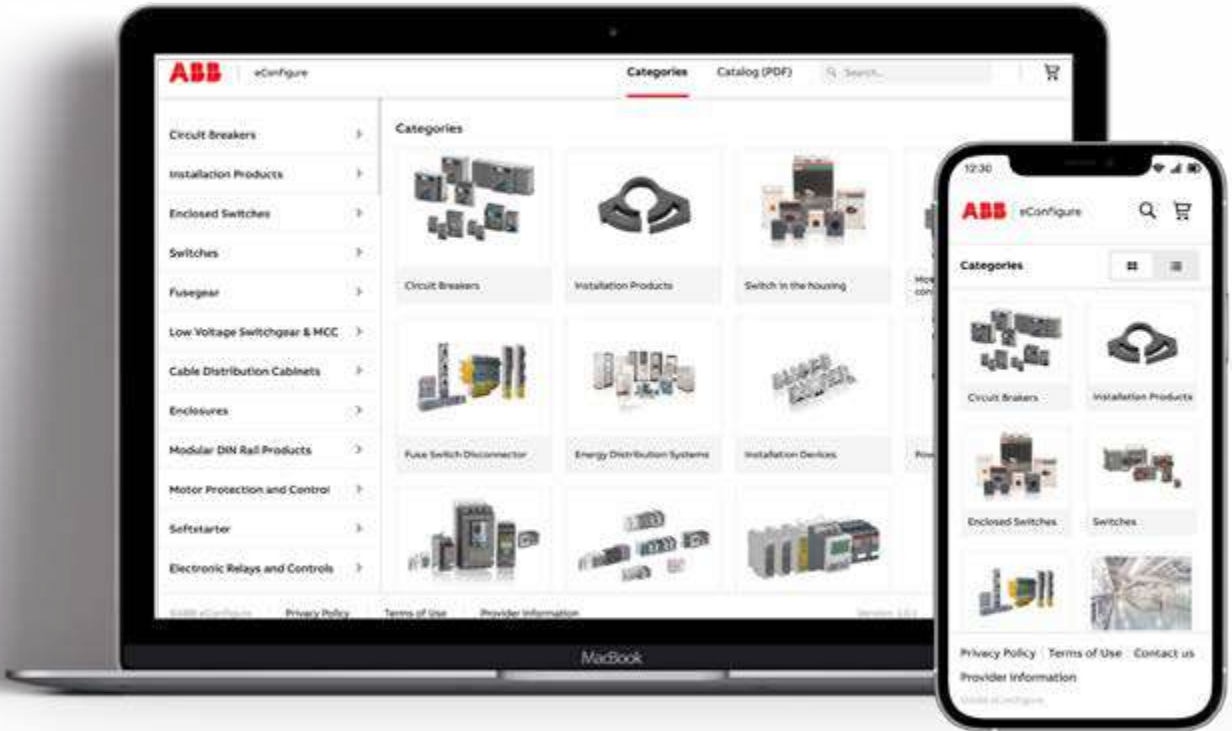 ABB eConfigure
Categories Catalog (PDF) Search...
Circuit Breakers
Installation Products
Enclosed Switches
Switches
Fusegear
Low Voltage Switchgear & MCC
Cable Distribution Cabinets
Enclosures
Modular DIN Rail Products
Motor Protection and Control
Softstarter
Electronic Relays and Controls
Categories
Circuit Breakers
Installation Products
Switch in the housing
Fuse Switch Disconnector
Energy Distribution Systems
Installation Devices
Privacy Policy Terms of Use Provider Information
MacBook
12:30
ABB eConfigure
Categories
Circuit Brakers
Installation Products
Enclosed Switches
Switches
Privacy Policy Terms of Use Contact us
Provider Information